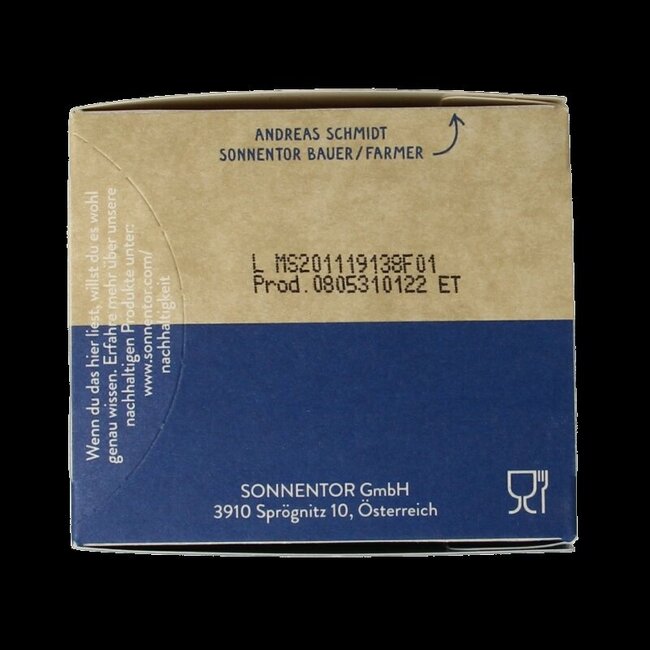 ANDREAS SCHMIDT
SONNENTOR BAUER/FARMER
L MS201119138F01
Prod.0805310122 ET
Wenn du das hier liest, willst du es wohl
genau wissen. Erfahre mehr über unsere
nachhaltigen Produkte unter:
www.sonnentor.com/
nachhaltigkeit
SONNENTOR GmbH
3910 Sprögnitz 10, Österreich